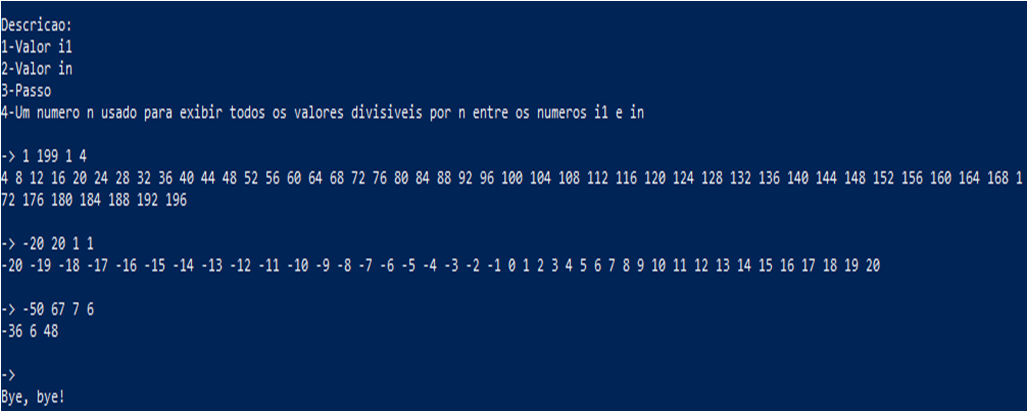 Descricao:
1-Valor i1
2-Valor in
3-Passo
4-Um numero n usado para exibir todos os valores divisiveis por n entre os numeros i1 e in
-> 1 199 1 4
4 8 12 16 20 24 28 32 36 40 44 48 52 56 60 64 68 72 76 80 84 88 92 96 100 104 108 112 116 120 124 128 132 136 140 144 148 152 156 160 164 168 1
72 176 180 184 188 192 196
-> -20 20 1 1
-20 -19 -18 -17 -16 -15 -14 -13 -12 -11 -10 -9 -8 -7 -6 -5 -4 -3 -2 -1 0 1 2 3 4 5 6 7 8 9 10 11 12 13 14 15 16 17 18 19 20
-> -50 67 7 6
-36 6 48
->
Bye, bye!